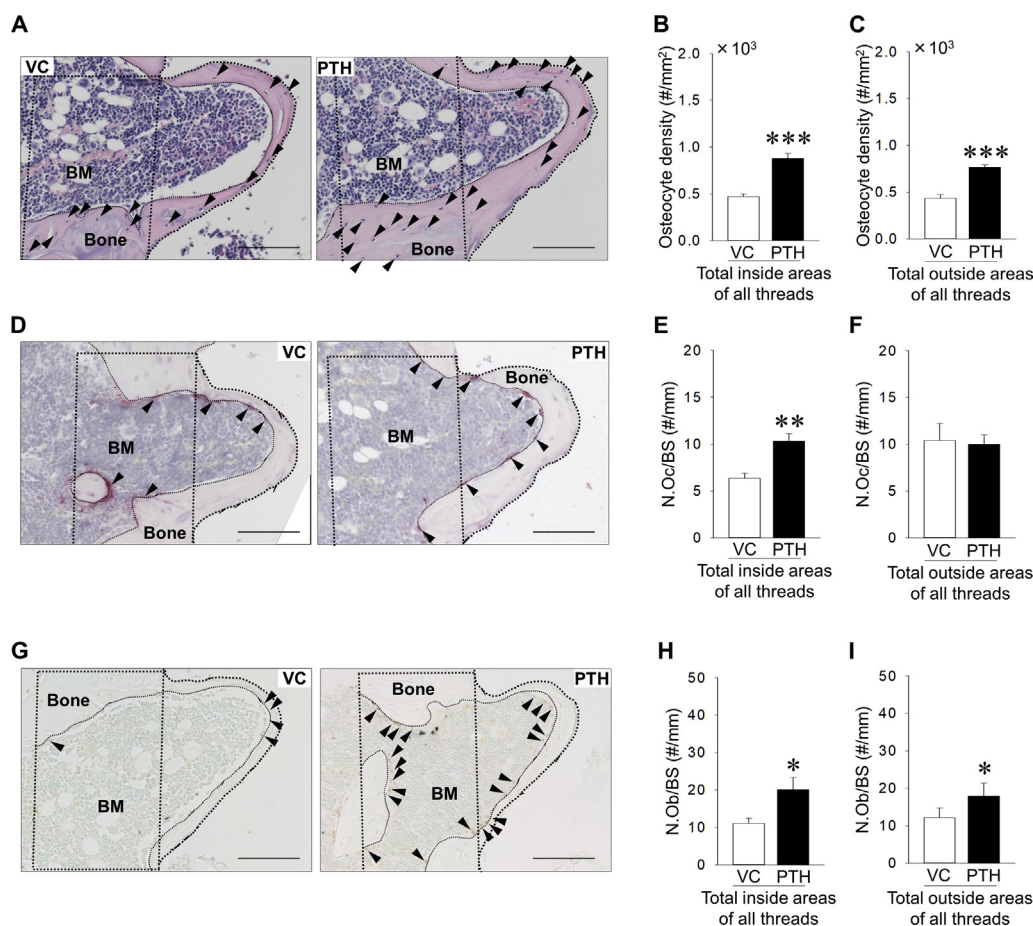 A
VC
BM
Bone
PTH
BM
Bone
B
× 10³
Osteocyte density (#/mm²)
2.0
1.5
1.0
0.5
0.0
***
VC PTH
Total inside areas
of all threads
C
× 10³
Osteocyte density (#/mm²)
2.0
1.5
1.0
0.5
0.0
***
VC PTH
Total outside areas
of all threads
D
VC
BM
Bone
PTH
Bone
BM
E
N.Oc/BS (#/mm)
20
15
10
5
0
**
VC PTH
Total inside areas
of all threads
F
N.Oc/BS (#/mm)
20
15
10
5
0
VC PTH
Total outside areas
of all threads
G
VC
Bone
BM
PTH
Bone
BM
H
N.Ob/BS (#/mm)
50
40
30
20
10
0
*
VC PTH
Total inside areas
of all threads
I
N.Ob/BS (#/mm)
50
40
30
20
10
0
*
VC PTH
Total outside areas
of all threads